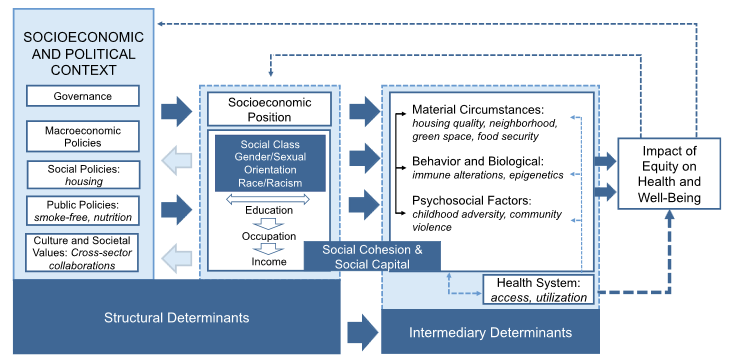 SOCIOECONOMIC
AND POLITICAL
CONTEXT
Governance
Macroeconomic
Policies
Social Policies:
housing
Public Policies:
smoke-free, nutrition
Culture and Societal
Values: Cross-sector
collaborations
Socioeconomic
Position
Social Class
Gender/Sexual
Orientation
Race/Racism
Education
Occupation
Income
Social Cohesion &
Social Capital
Material Circumstances:
housing quality, neighborhood,
green space, food security
Behavior and Biological:
immune alterations, epigenetics
Psychosocial Factors:
childhood adversity, community
violence
Health System:
access, utilization
Impact of
Equity on
Health and
Well-Being
Structural Determinants
Intermediary Determinants